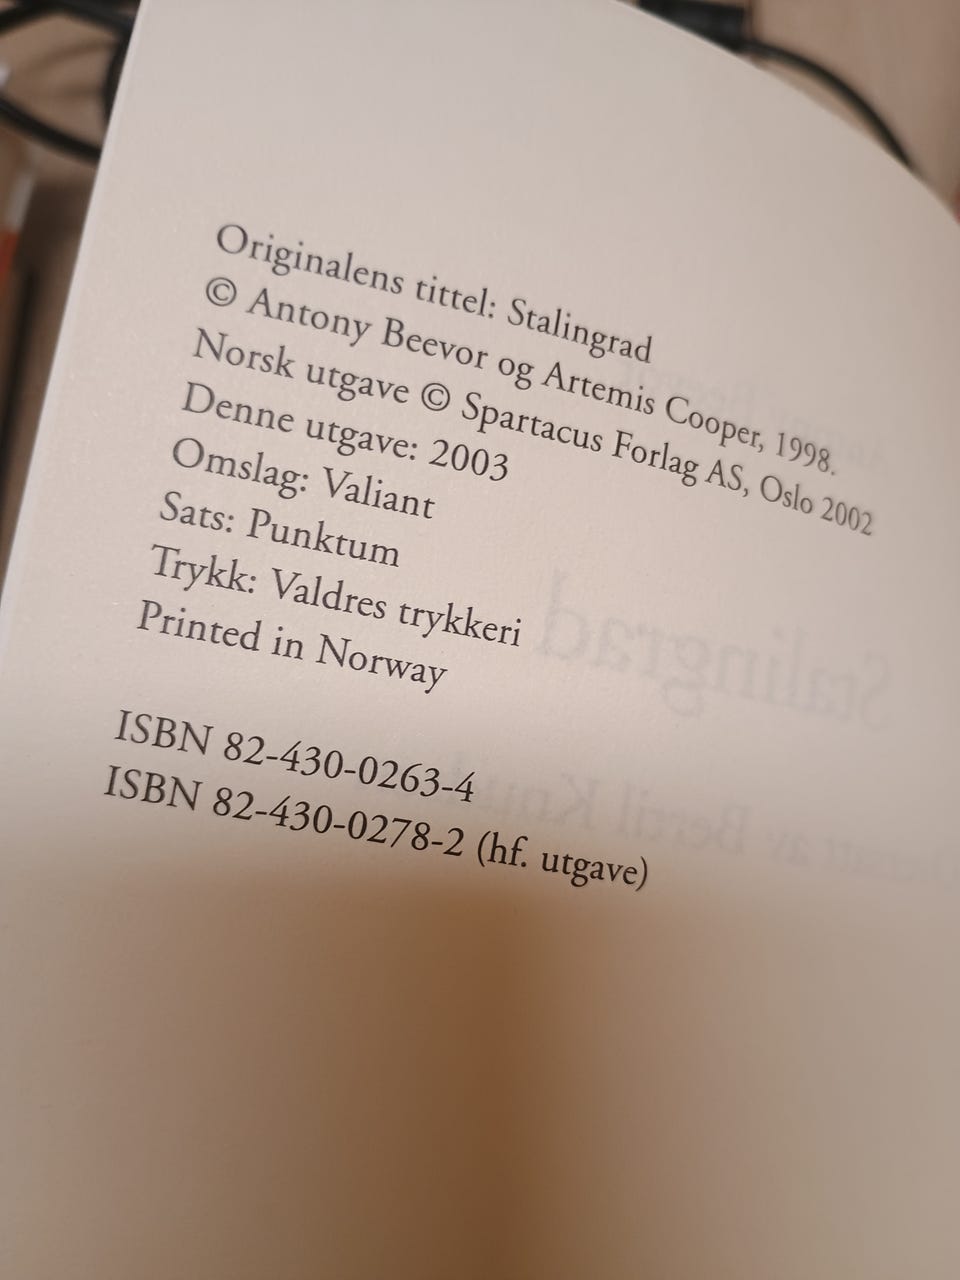 Originalens tittel: Stalingrad
© Antony Beevor og Artemis Cooper, 1998.
Norsk utgave © Spartacus Forlag AS, Oslo 2002
Denne utgave: 2003
Omslag: Valiant
Sats: Punktum
Trykk: Valdres trykkeri
Printed in Norway
ISBN 82-430-0263-4
ISBN 82-430-0278-2 (hf. utgave)
Stalingrad